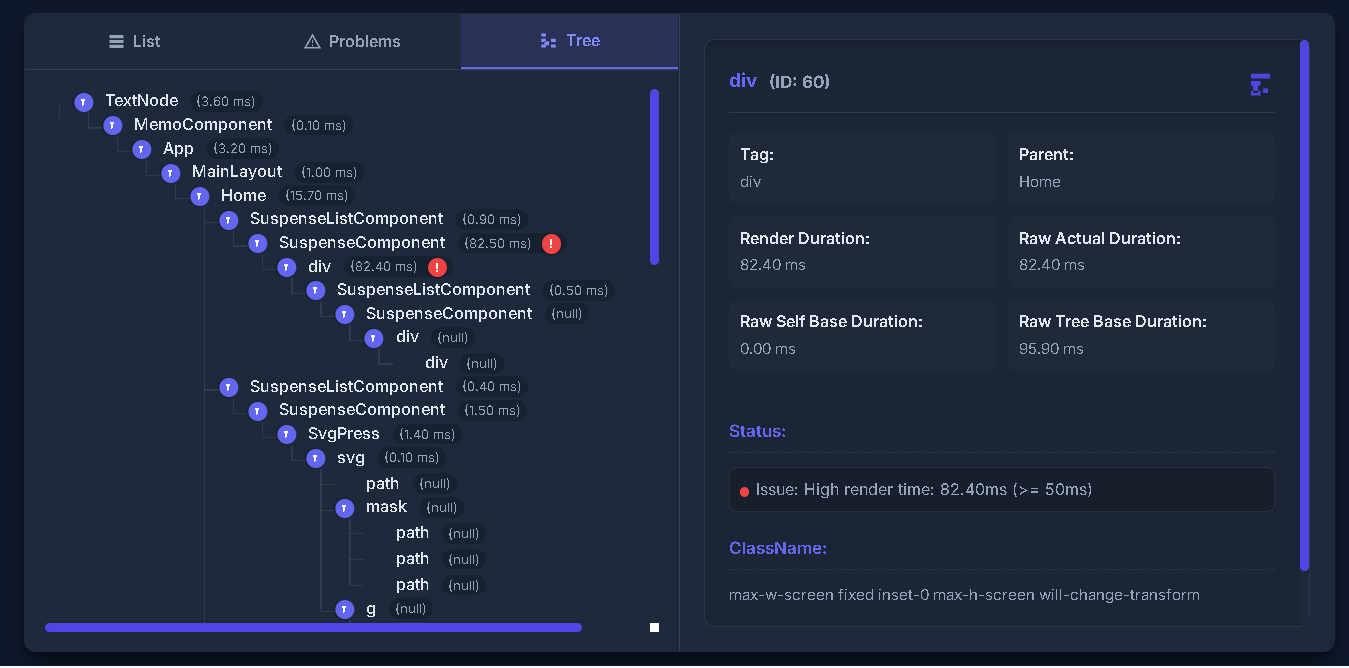 List
Problems
Tree
TextNode (3.60 ms)
MemoComponent (0.10 ms)
App (3.20 ms)
MainLayout (1.00 ms)
Home (15.70 ms)
SuspenseListComponent (0.90 ms)
SuspenseComponent (82.50 ms) !
div (82.40 ms) !
SuspenseListComponent (0.50 ms)
SuspenseComponent (null)
div (null)
div (null)
SuspenseListComponent (0.40 ms)
SuspenseComponent (1.50 ms)
SvgPress (1.40 ms)
svg (0.10 ms)
path (null)
mask (null)
path (null)
path (null)
path (null)
g (null)
div (ID: 60)
Tag:
div
Parent:
Home
Render Duration:
82.40 ms
Raw Actual Duration:
82.40 ms
Raw Self Base Duration:
0.00 ms
Raw Tree Base Duration:
95.90 ms
Status:
Issue: High render time: 82.40ms (>= 50ms)
ClassName:
max-w-screen fixed inset-0 max-h-screen will-change-transform